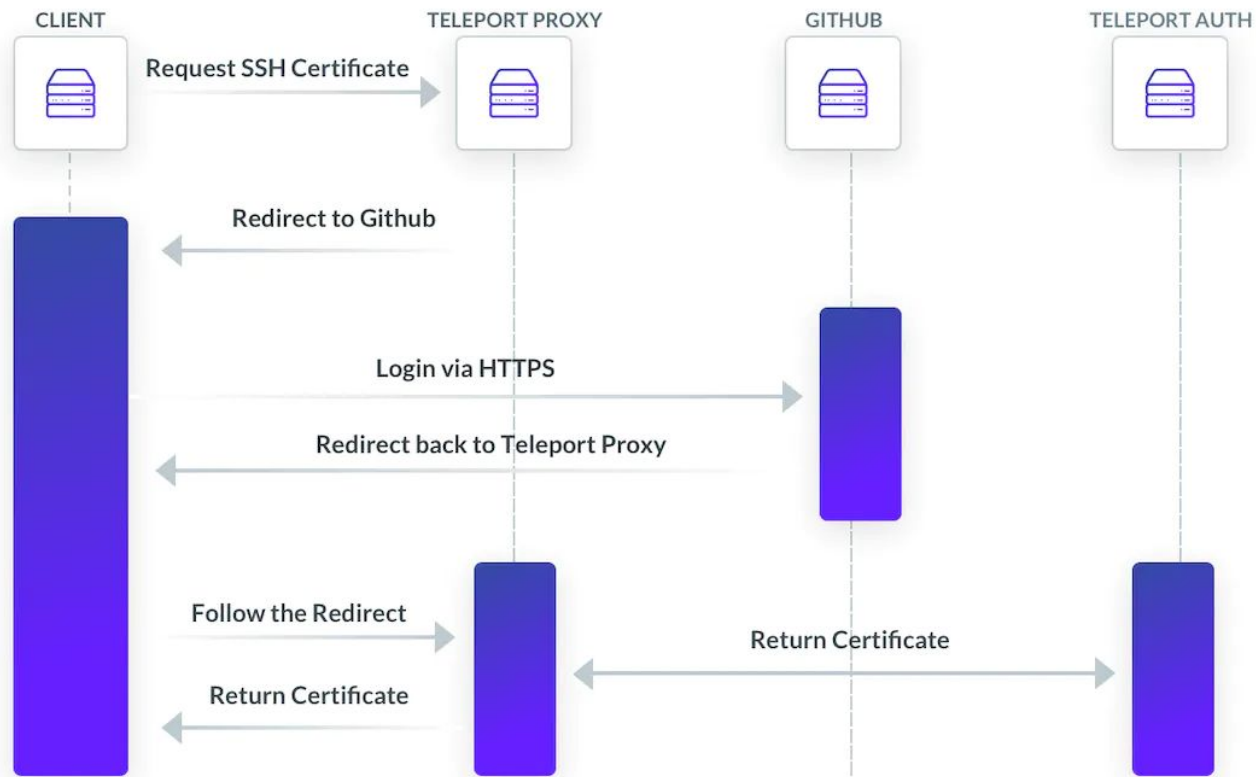 CLIENT
TELEPORT PROXY
GITHUB
TELEPORT AUTH
Request SSH Certificate
Redirect to Github
Login via HTTPS
Redirect back to Teleport Proxy
Follow the Redirect
Return Certificate
Return Certificate